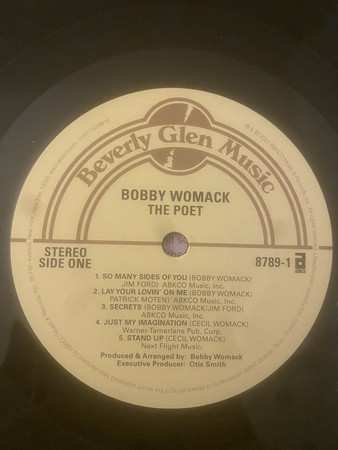 Beverly Glen Music
BOBBY WOMACK
THE POET
STEREO
SIDE ONE
8789-1
1. SO MANY SIDES OF YOU (BOBBY WOMACK/
JIM FORD) ABKCO Music, Inc.
2. LAY YOUR LOVIN' ON ME (BOBBY WOMACK/
PATRICK MOTEN) ABKCO Music, Inc.
3. SECRETS (BOBBY WOMACK/JIM FORD)
ABKCO Music, Inc.
4. JUST MY IMAGINATION (CECIL WOMACK)
Warner-Tamerlane Pub. Corp.
5. STAND UP (CECIL WOMACK)
Next Flight Music.
Produced & Arranged by: Bobby Womack
Executive Producer: Otis Smith